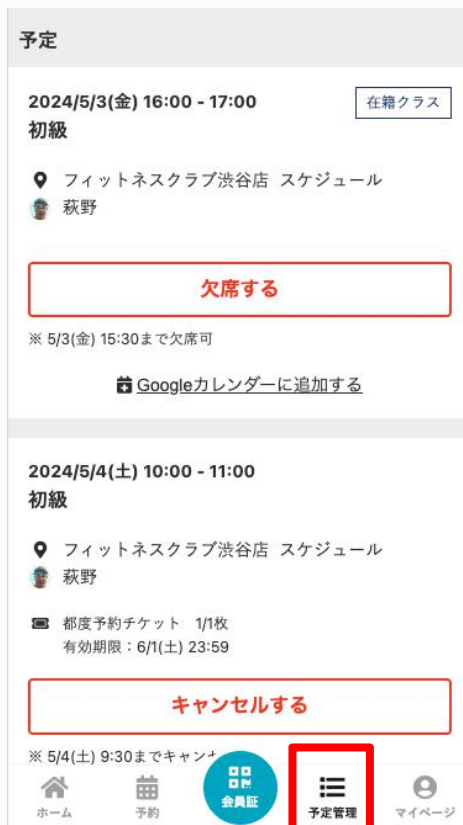 予定
2024/5/3(金) 16:00 - 17:00
在籍クラス
初級
フィットネスクラブ渋谷店 スケジュール
萩野
欠席する
※ 5/3(金) 15:30まで欠席可
Googleカレンダーに追加する
2024/5/4(土) 10:00 - 11:00
初級
フィットネスクラブ渋谷店 スケジュール
萩野
都度予約チケット 1/1枚
有効期限：6/1(土) 23:59
キャンセルする
※ 5/4(土) 9:30までキャン
ホーム
予約
会員証
予定管理
マイページ